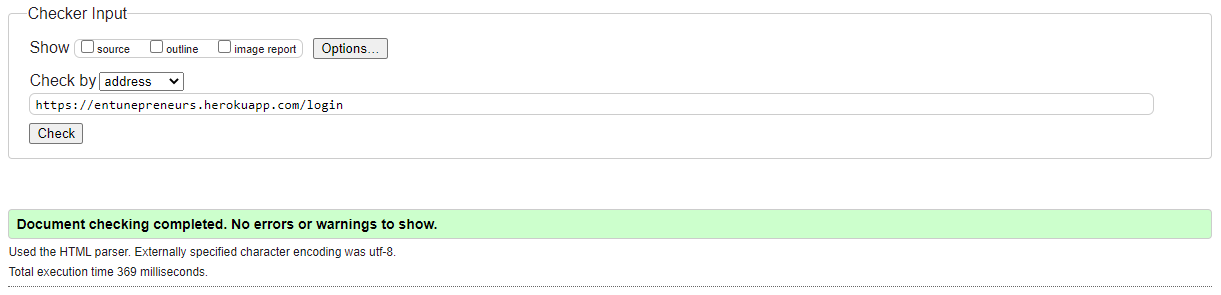 Checker Input
Show source outline image report Options...
Check by address
https://entunepreneurs.herokuapp.com/login
Check
Document checking completed. No errors or warnings to show.
Used the HTML parser. Externally specified character encoding was utf-8.
Total execution time 369 milliseconds.